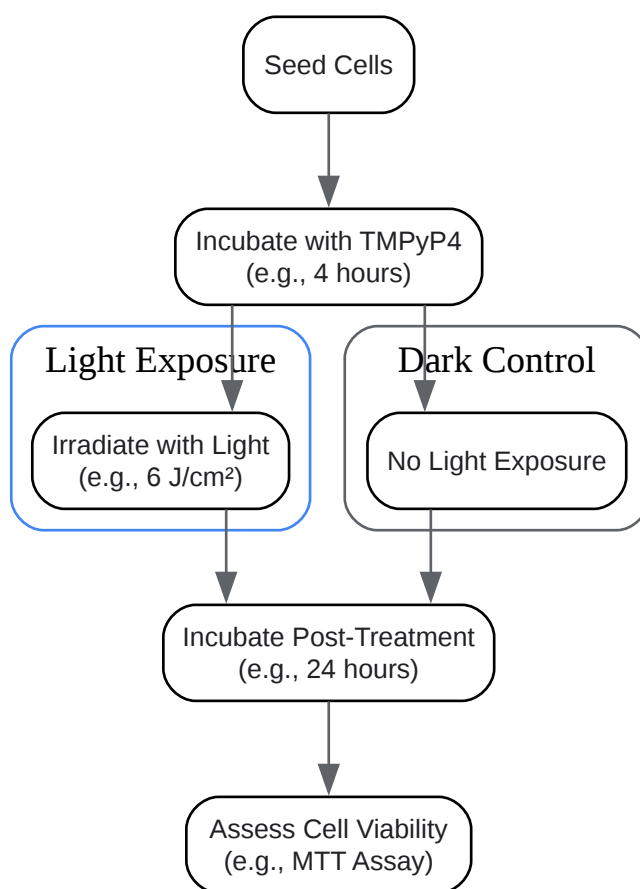 Seed Cells
Incubate with TMPyP4
(e.g., 4 hours)
Light Exposure
Irradiate with Light
(e.g., 6 J/cm²)
Dark Control
No Light Exposure
Incubate Post-Treatment
(e.g., 24 hours)
Assess Cell Viability
(e.g., MTT Assay)